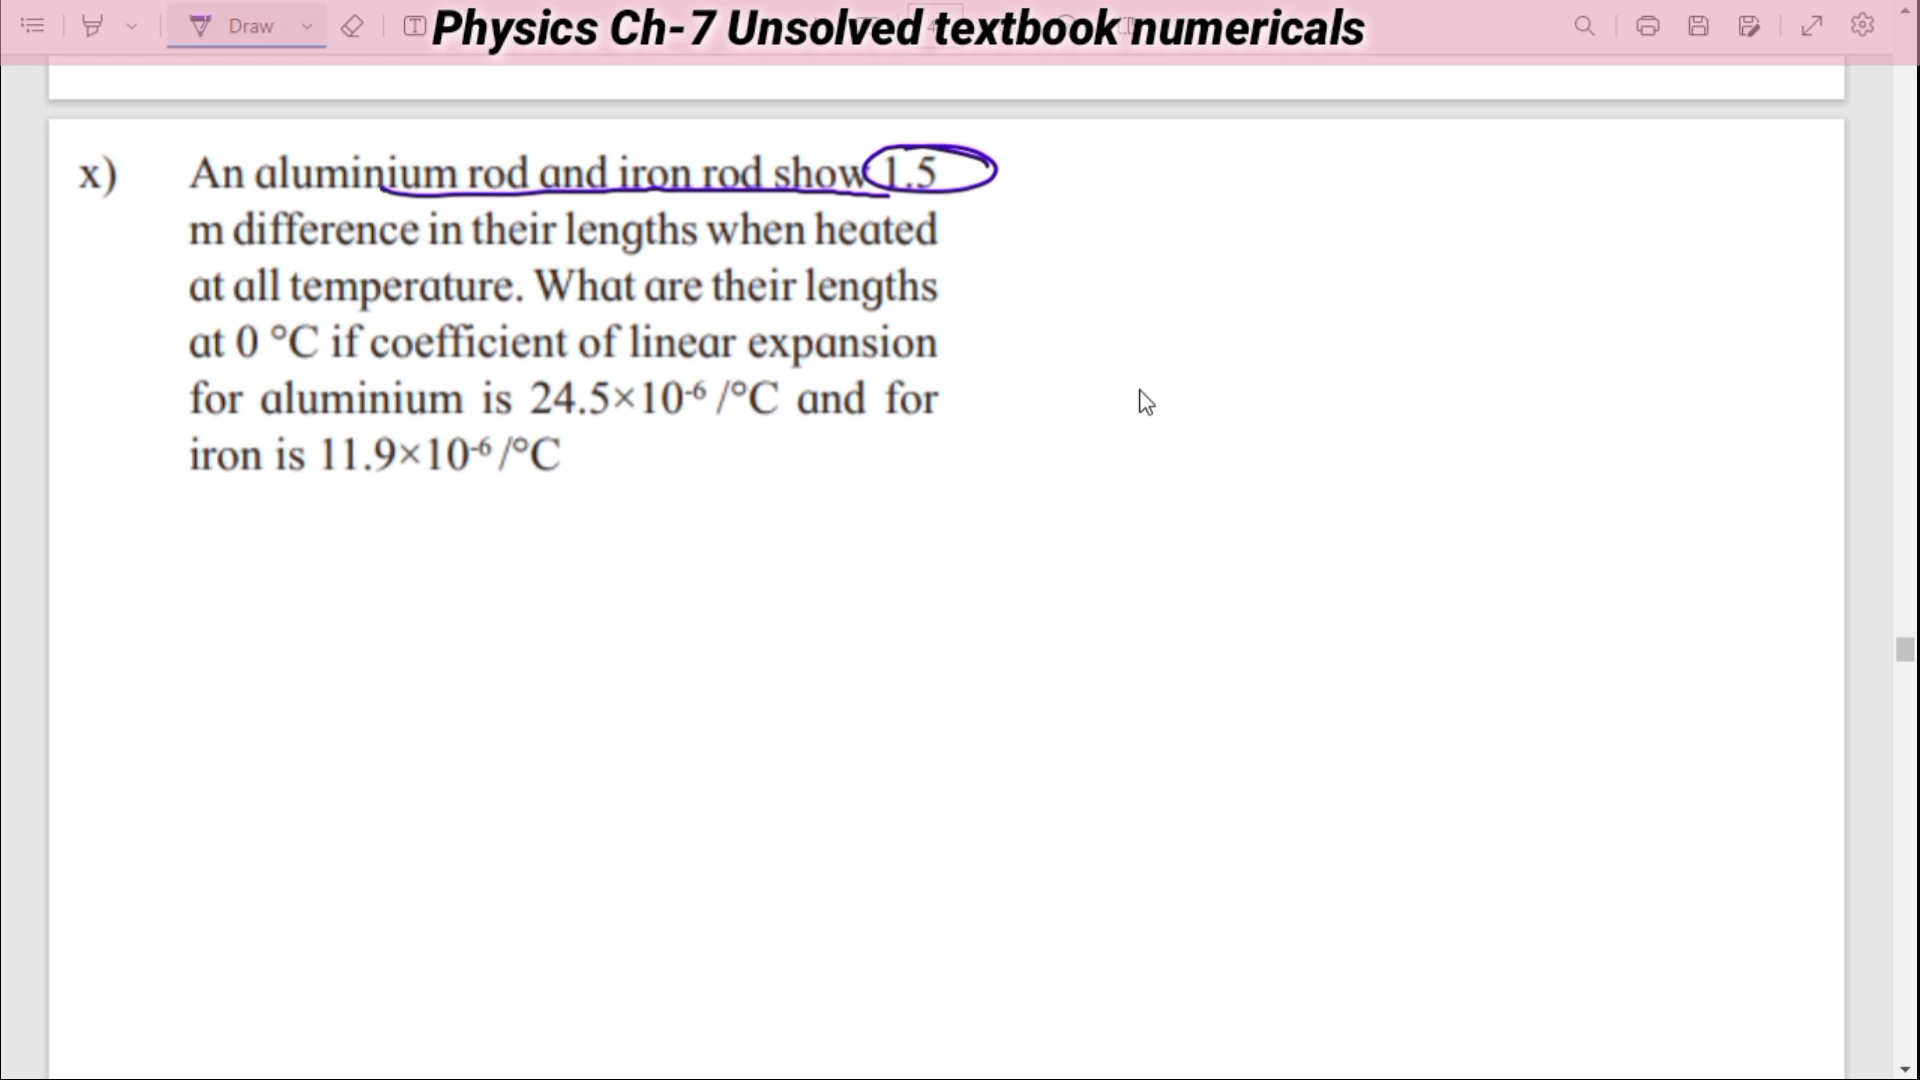 Draw
Physics Ch-7 Unsolved textbook numericals
x) An aluminium rod and iron rod show 1.5
m difference in their lengths when heated
at all temperature. What are their lengths
at 0 °C if coefficient of linear expansion
for aluminium is 24.5×10⁻⁶ /°C and for
iron is 11.9×10⁻⁶ /°C